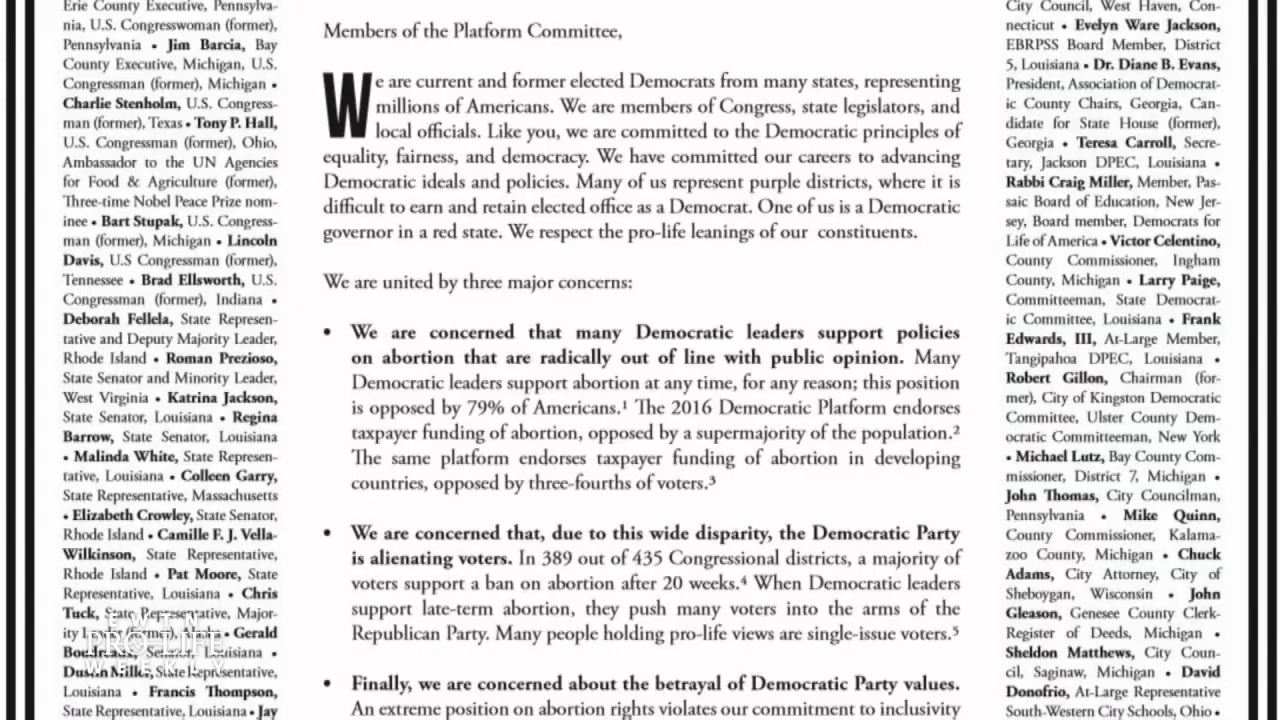 Erie County Executive, Pennsylva-
nia, U.S. Congresswoman (former),
Pennsylvania • Jim Barcia, Bay
County Executive, Michigan, U.S.
Congressman (former), Michigan •
Charlie Stenholm, U.S. Congress-
man (former), Texas • Tony P. Hall,
U.S. Congressman (former), Ohio,
Ambassador to the UN Agencies
for Food & Agriculture (former),
Three-time Nobel Peace Prize nom-
inee • Bart Stupak, U.S. Congress-
man (former), Michigan • Lincoln
Davis, U.S Congressman (former),
Tennessee • Brad Ellsworth, U.S.
Congressman (former), Indiana •
Deborah Fellela, State Represen-
tative and Deputy Majority Leader,
Rhode Island • Roman Prezioso,
State Senator and Minority Leader,
West Virginia • Katrina Jackson,
State Senator, Louisiana • Regina
Barrow, State Senator, Louisiana
• Malinda White, State Represen-
tative, Louisiana • Colleen Garry,
State Representative, Massachusetts
• Elizabeth Crowley, State Senator,
Rhode Island • Camille F. J. Vella-
Wilkinson, State Representative,
Rhode Island • Pat Moore, State
Representative, Louisiana • Chris
Tuck, State Representative, Major-
ity • Gerald
Boudreaux, Senator, Louisiana •
Dustin Miller, State Representative,
Louisiana • Francis Thompson,
State Representative, Louisiana • Jay
EWTN
PRO-LIFE
WEEKLY
Members of the Platform Committee,
We are current and former elected Democrats from many states, representing
millions of Americans. We are members of Congress, state legislators, and
local officials. Like you, we are committed to the Democratic principles of
equality, fairness, and democracy. We have committed our careers to advancing
Democratic ideals and policies. Many of us represent purple districts, where it is
difficult to earn and retain elected office as a Democrat. One of us is a Democratic
governor in a red state. We respect the pro-life leanings of our constituents.
We are united by three major concerns:
• We are concerned that many Democratic leaders support policies
on abortion that are radically out of line with public opinion. Many
Democratic leaders support abortion at any time, for any reason; this position
is opposed by 79% of Americans.¹ The 2016 Democratic Platform endorses
taxpayer funding of abortion, opposed by a supermajority of the population.²
The same platform endorses taxpayer funding of abortion in developing
countries, opposed by three-fourths of voters.³
• We are concerned that, due to this wide disparity, the Democratic Party
is alienating voters. In 389 out of 435 Congressional districts, a majority of
voters support a ban on abortion after 20 weeks.⁴ When Democratic leaders
support late-term abortion, they push many voters into the arms of the
Republican Party. Many people holding pro-life views are single-issue voters.⁵
• Finally, we are concerned about the betrayal of Democratic Party values.
An extreme position on abortion rights violates our commitment to inclusivity
City Council, West Haven, Con-
necticut • Evelyn Ware Jackson,
EBRPSS Board Member, District
5, Louisiana • Dr. Diane B. Evans,
President, Association of Democrat-
ic County Chairs, Georgia, Can-
didate for State House (former),
Georgia • Teresa Carroll, Secre-
tary, Jackson DPEC, Louisiana •
Rabbi Craig Miller, Member, Pas-
saic Board of Education, New Jer-
sey, Board member, Democrats for
Life of America • Victor Celentino,
County Commissioner, Ingham
County, Michigan • Larry Paige,
Committeeman, State Democrat-
ic Committee, Louisiana • Frank
Edwards, III, At-Large Member,
Tangipahoa DPEC, Louisiana •
Robert Gillon, Chairman (for-
mer), City of Kingston Democratic
Committee, Ulster County Dem-
ocratic Committeeman, New York
• Michael Lutz, Bay County Com-
missioner, District 7, Michigan •
John Thomas, City Councilman,
Pennsylvania • Mike Quinn,
County Commissioner, Kalama-
zoo County, Michigan • Chuck
Adams, City Attorney, City of
Sheboygan, Wisconsin • John
Gleason, Genesee County Clerk-
Register of Deeds, Michigan •
Sheldon Matthews, City Coun-
cil, Saginaw, Michigan • David
Donofrio, At-Large Representative
South-Western City Schools, Ohio •